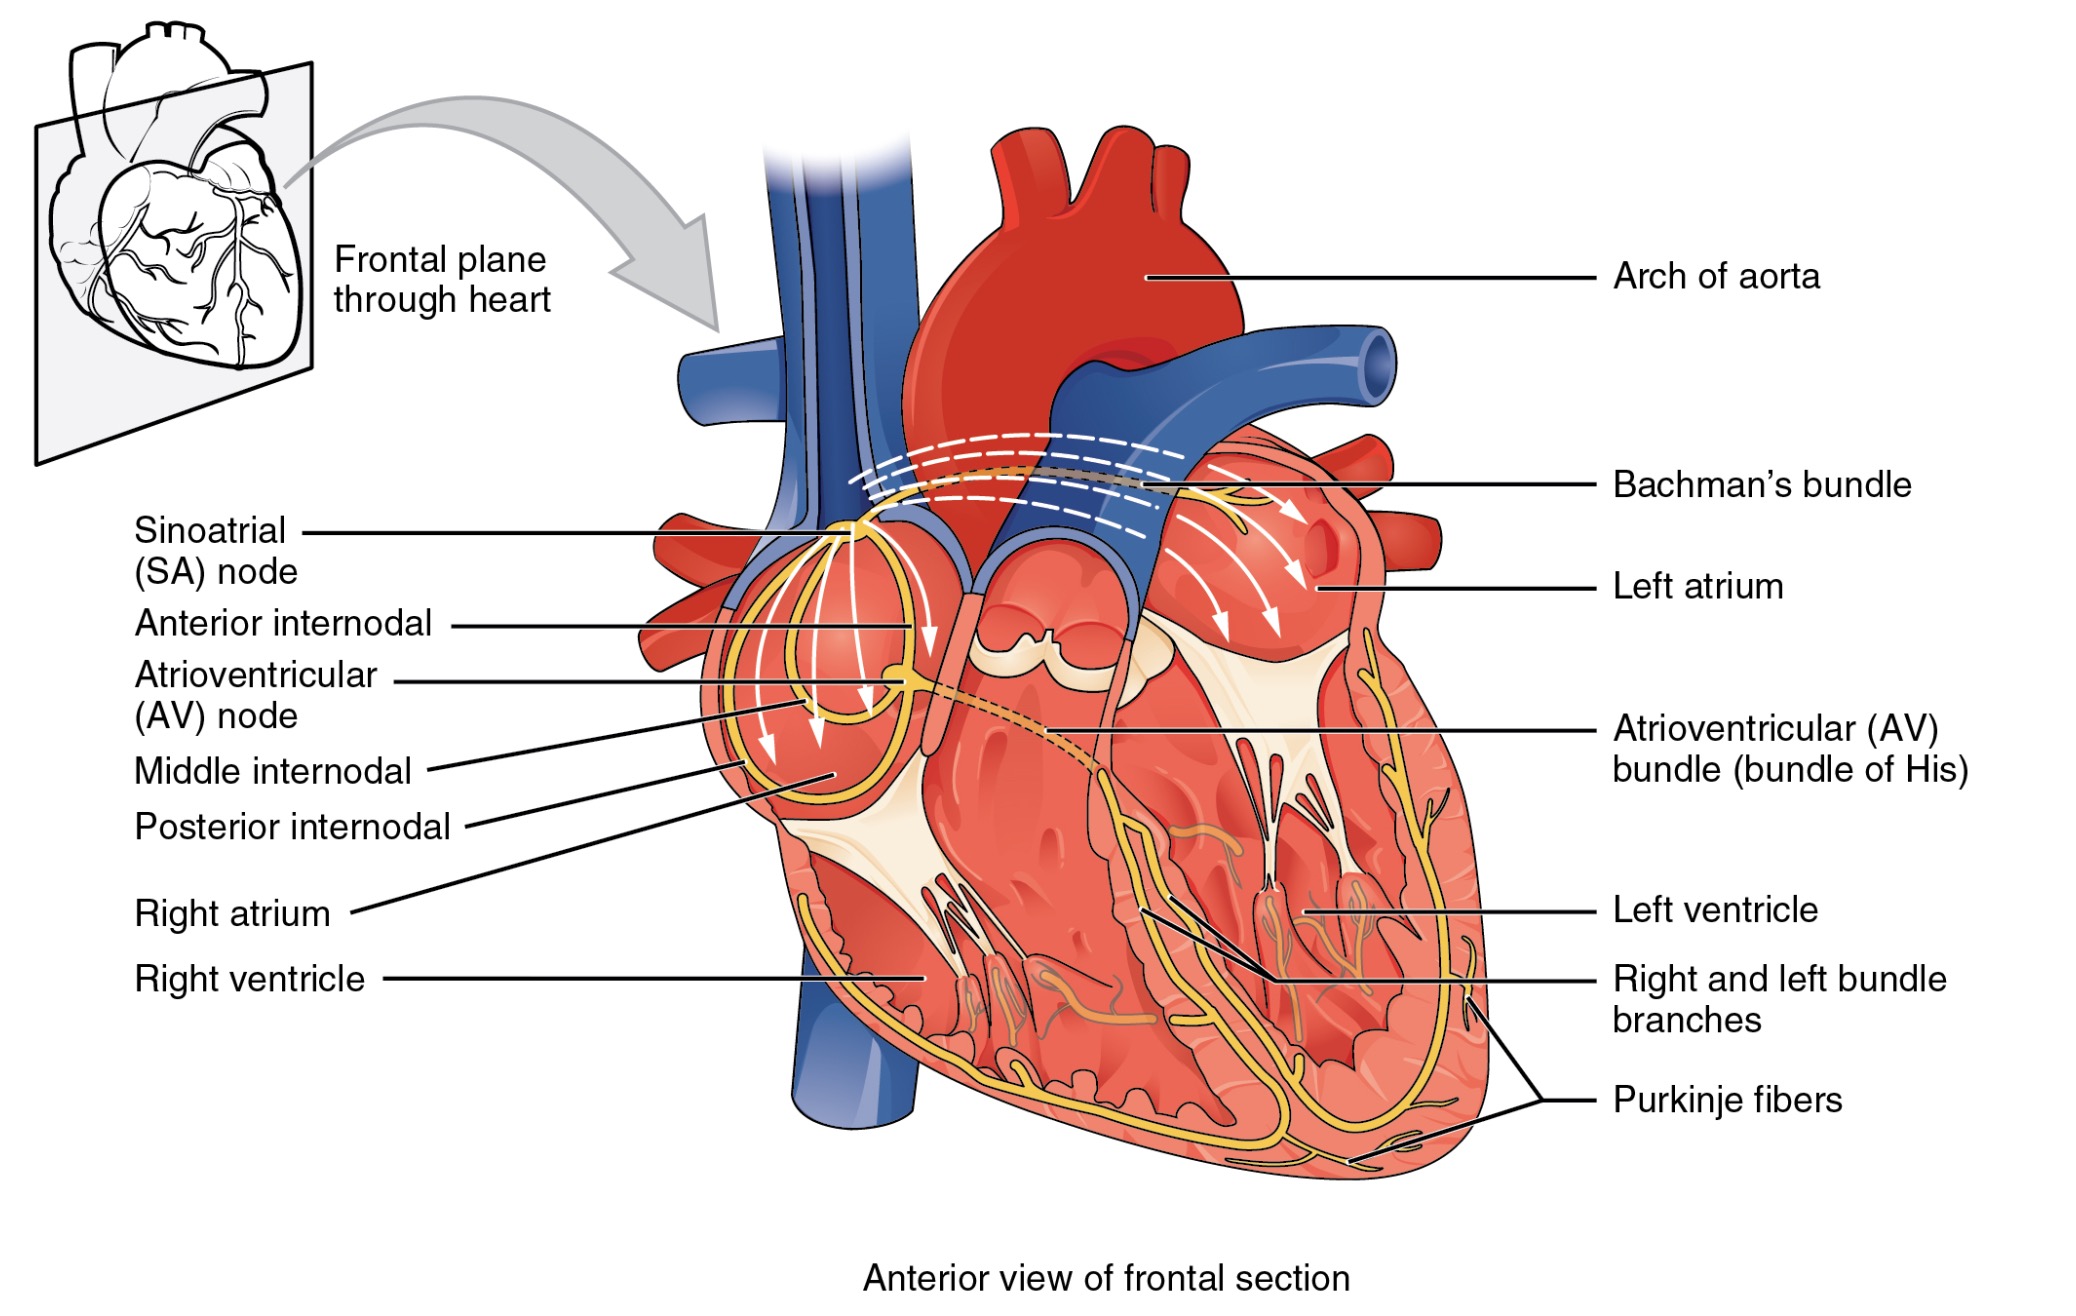 Frontal plane
through heart
Sinoatrial
(SA) node
Anterior internodal
Atrioventricular
(AV) node
Middle internodal
Posterior internodal
Right atrium
Right ventricle
Arch of aorta
Bachman’s bundle
Left atrium
Atrioventricular (AV)
bundle (bundle of His)
Left ventricle
Right and left bundle
branches
Purkinje fibers
Anterior view of frontal section